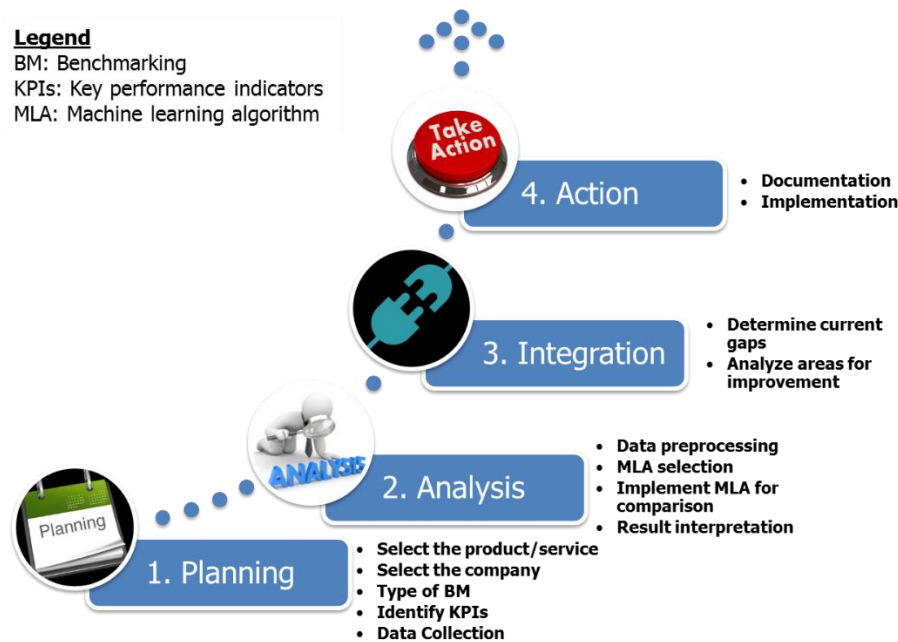 Legend
BM: Benchmarking
KPIs: Key performance indicators
MLA: Machine learning algorithm
Take
Action
4. Action
• Documentation
• Implementation
3. Integration
• Determine current
gaps
• Analyze areas for
improvement
ANALYSIS
2. Analysis
• Data preprocessing
• MLA selection
• Implement MLA for
comparison
• Result interpretation
Planning
1. Planning
• Select the product/service
• Select the company
• Type of BM
• Identify KPIs
• Data Collection